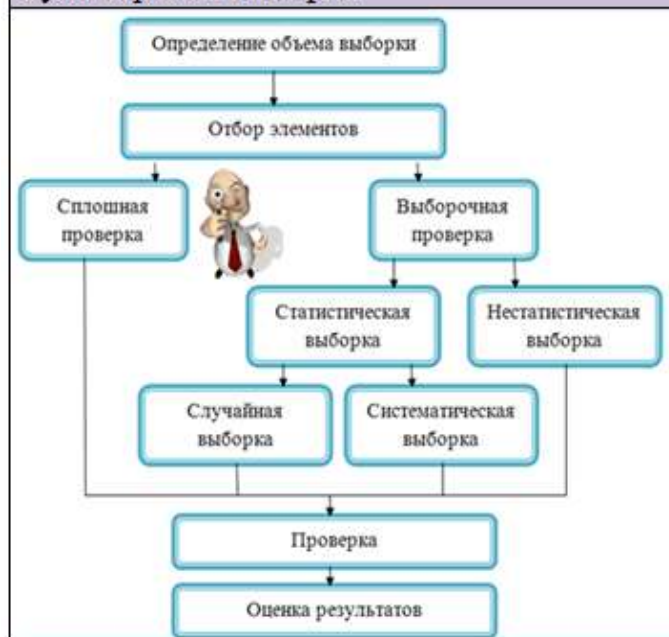 Определение объема выборки
Отбор элементов
Сплошная
проверка
Выборочная
проверка
Статистическая
выборка
Нестатистическая
выборка
Случайная
выборка
Систематическая
выборка
Проверка
Оценка результатов